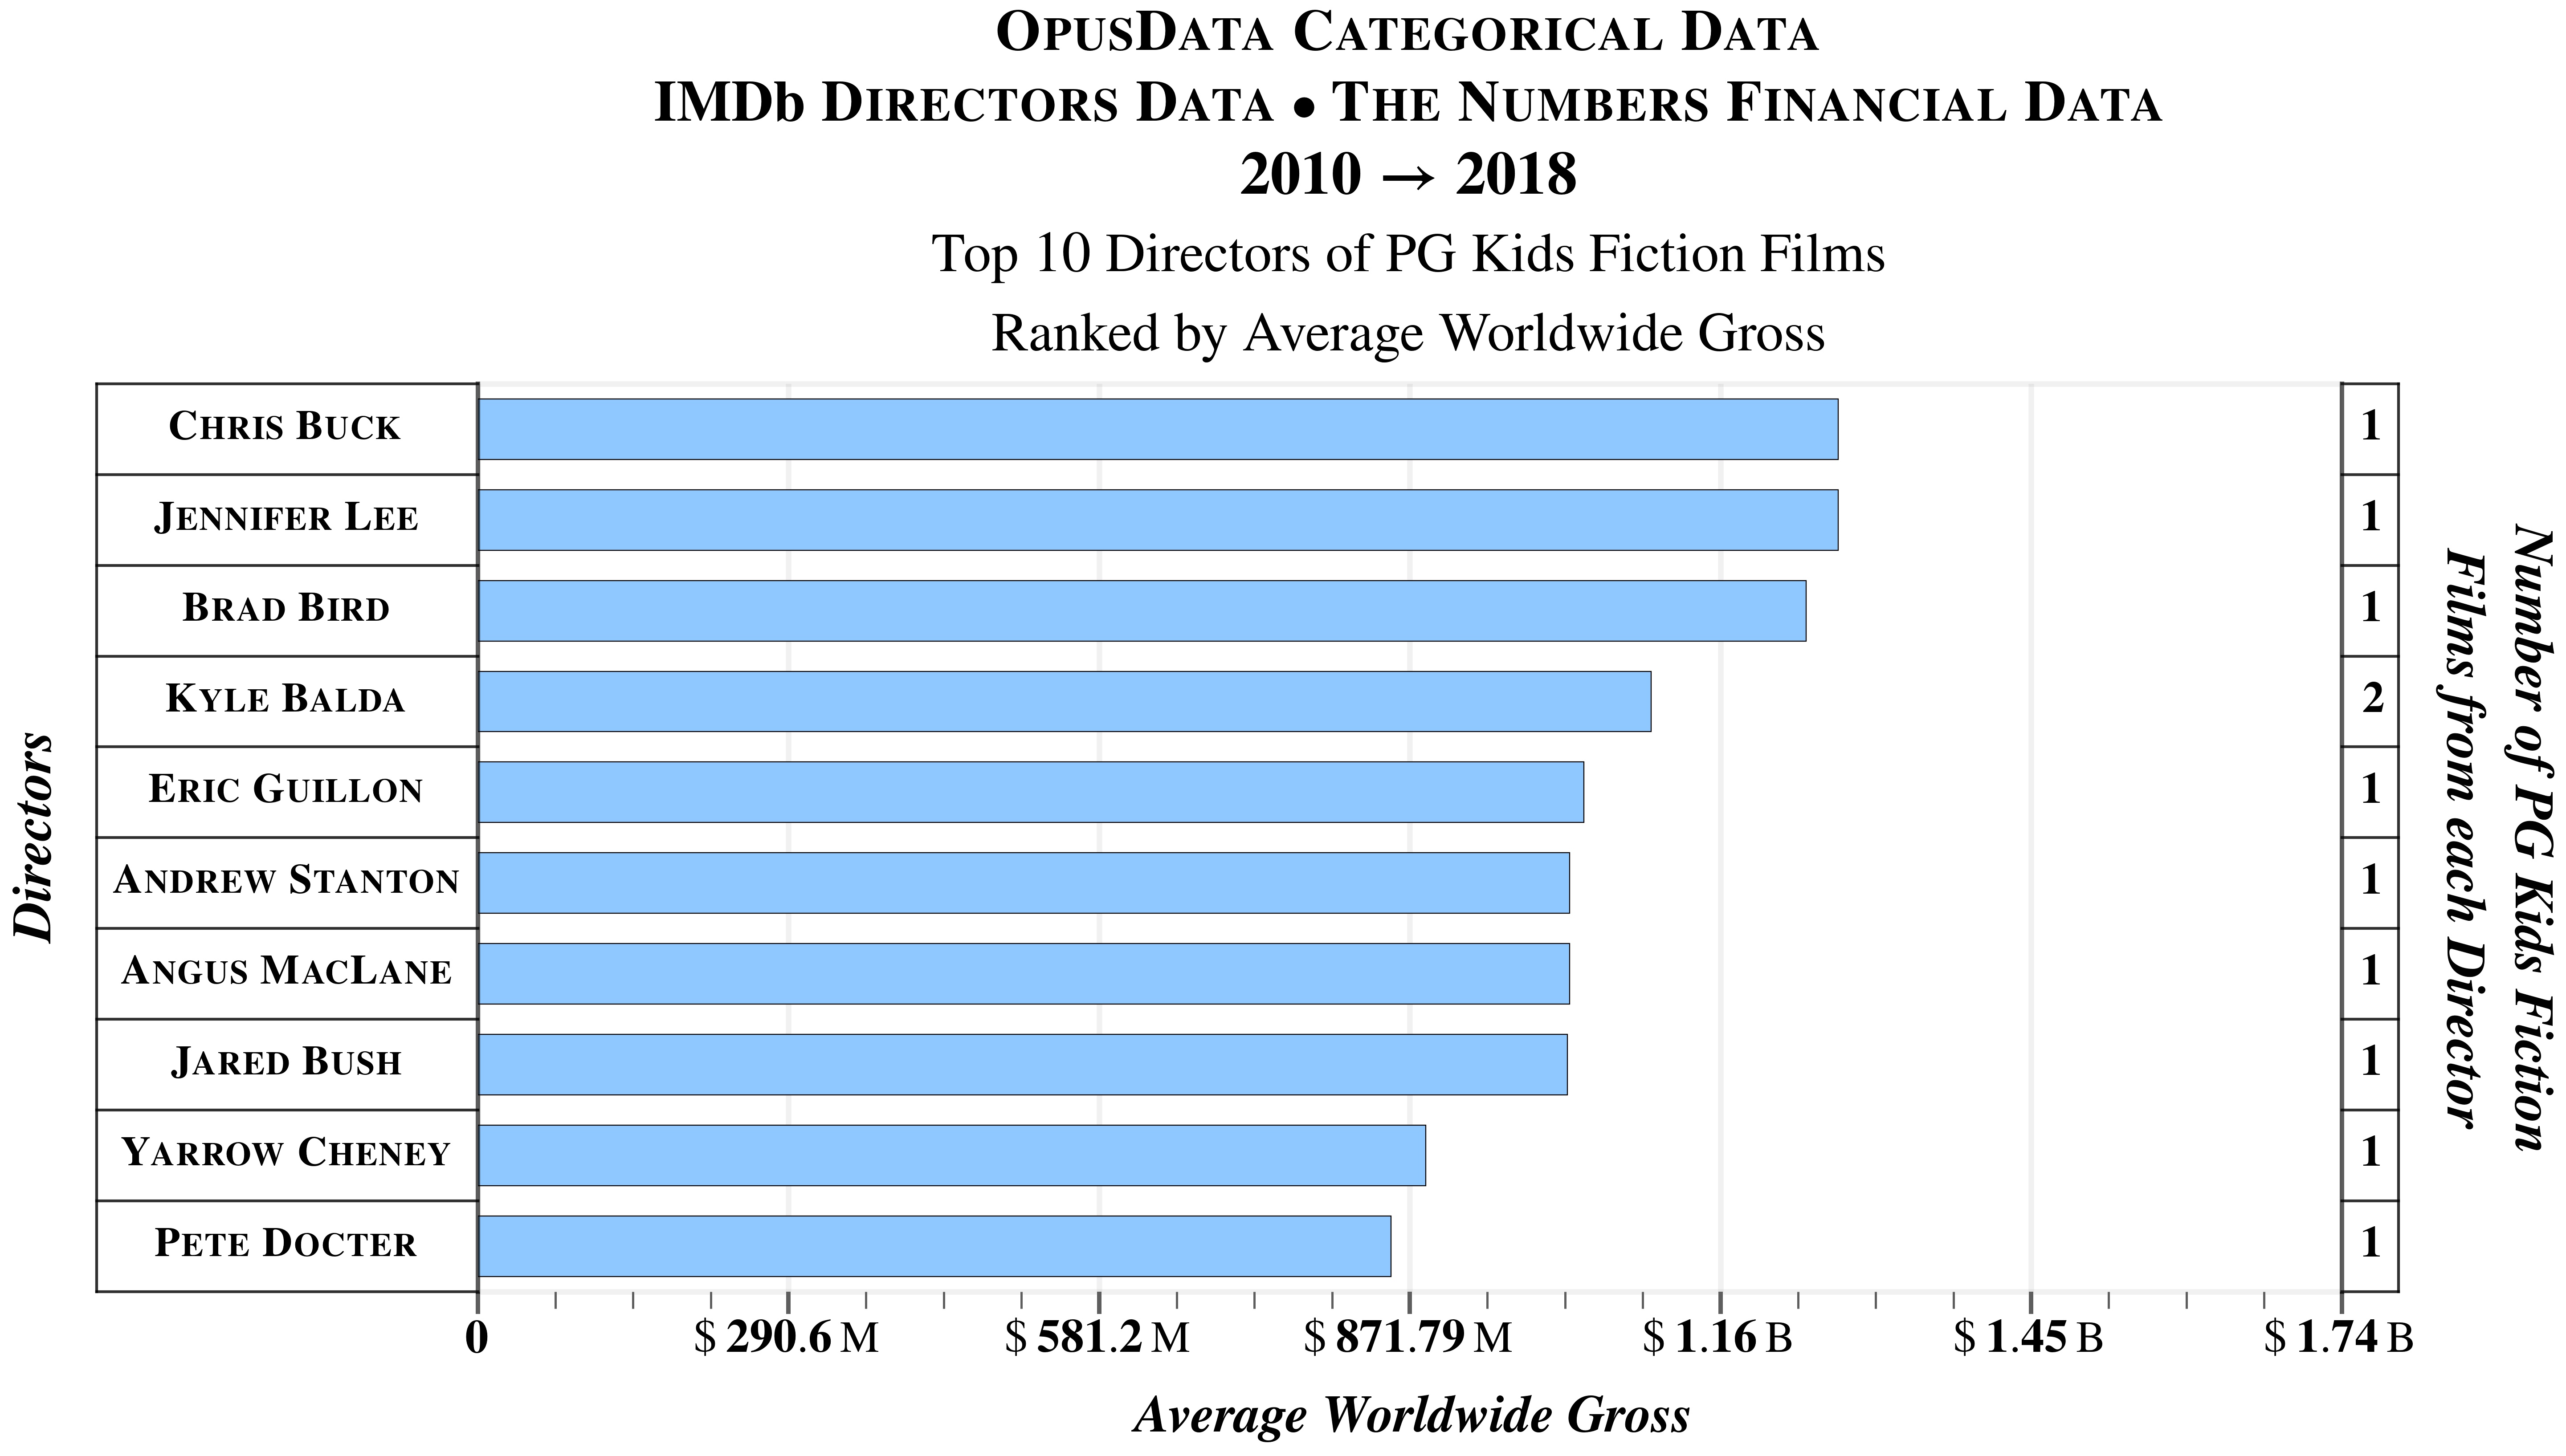 OPUSDATA CATEGORICAL DATA
IMDb DIRECTORS DATA • THE NUMBERS FINANCIAL DATA
2010 → 2018
Top 10 Directors of PG Kids Fiction Films
Ranked by Average Worldwide Gross
Directors
CHRIS BUCK 1
JENNIFER LEE 1
BRAD BIRD 1
KYLE BALDA 2
ERIC GUILLON 1
ANDREW STANTON 1
ANGUS MACLANE 1
JARED BUSH 1
YARROW CHENEY 1
PETE DOCTER 1
Number of PG Kids Fiction
Films from each Director
0 $ 290.6 M $ 581.2 M $ 871.79 M $ 1.16 B $ 1.45 B $ 1.74 B
Average Worldwide Gross